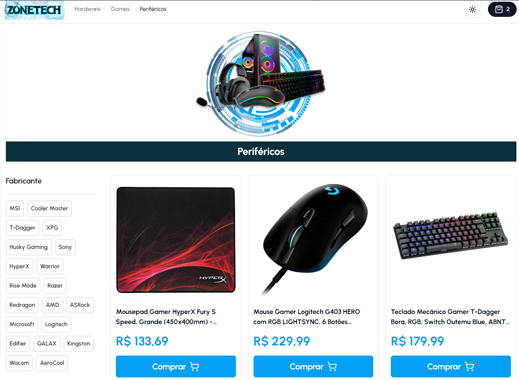 ZONETECH
Hardware Games Periféricos
2
Periféricos
Fabricante
MSI Cooler Master
T-Dagger XPG
Husky Gaming Sony
HyperX Warrior
Rise Mode Razer
Redragon AMD ASRock
Microsoft Logitech
Edifier GALAX Kingston
Wacom AeroCool
HYPERX
Mousepad Gamer HyperX Fury S
Speed, Grande (450x400mm) -...
R$ 133,69
Comprar
Mouse Gamer Logitech G403 HERO
com RGB LIGHTSYNC, 6 Botões...
R$ 229,99
Comprar
Teclado Mecânico Gamer T-Dagger
Bora, RGB, Switch Outemu Blue, ABNT...
R$ 179,99
Comprar